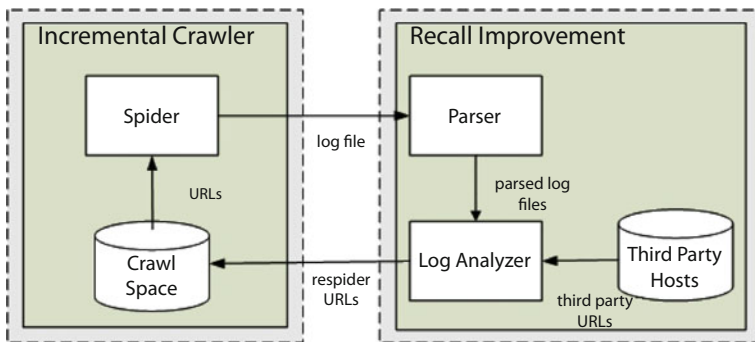 Incremental Crawler
Spider
URLs
Crawl
Space
log file
respider
URLs
Recall Improvement
Parser
parsed log
files
Log Analyzer
Third Party
Hosts
third party
URLs